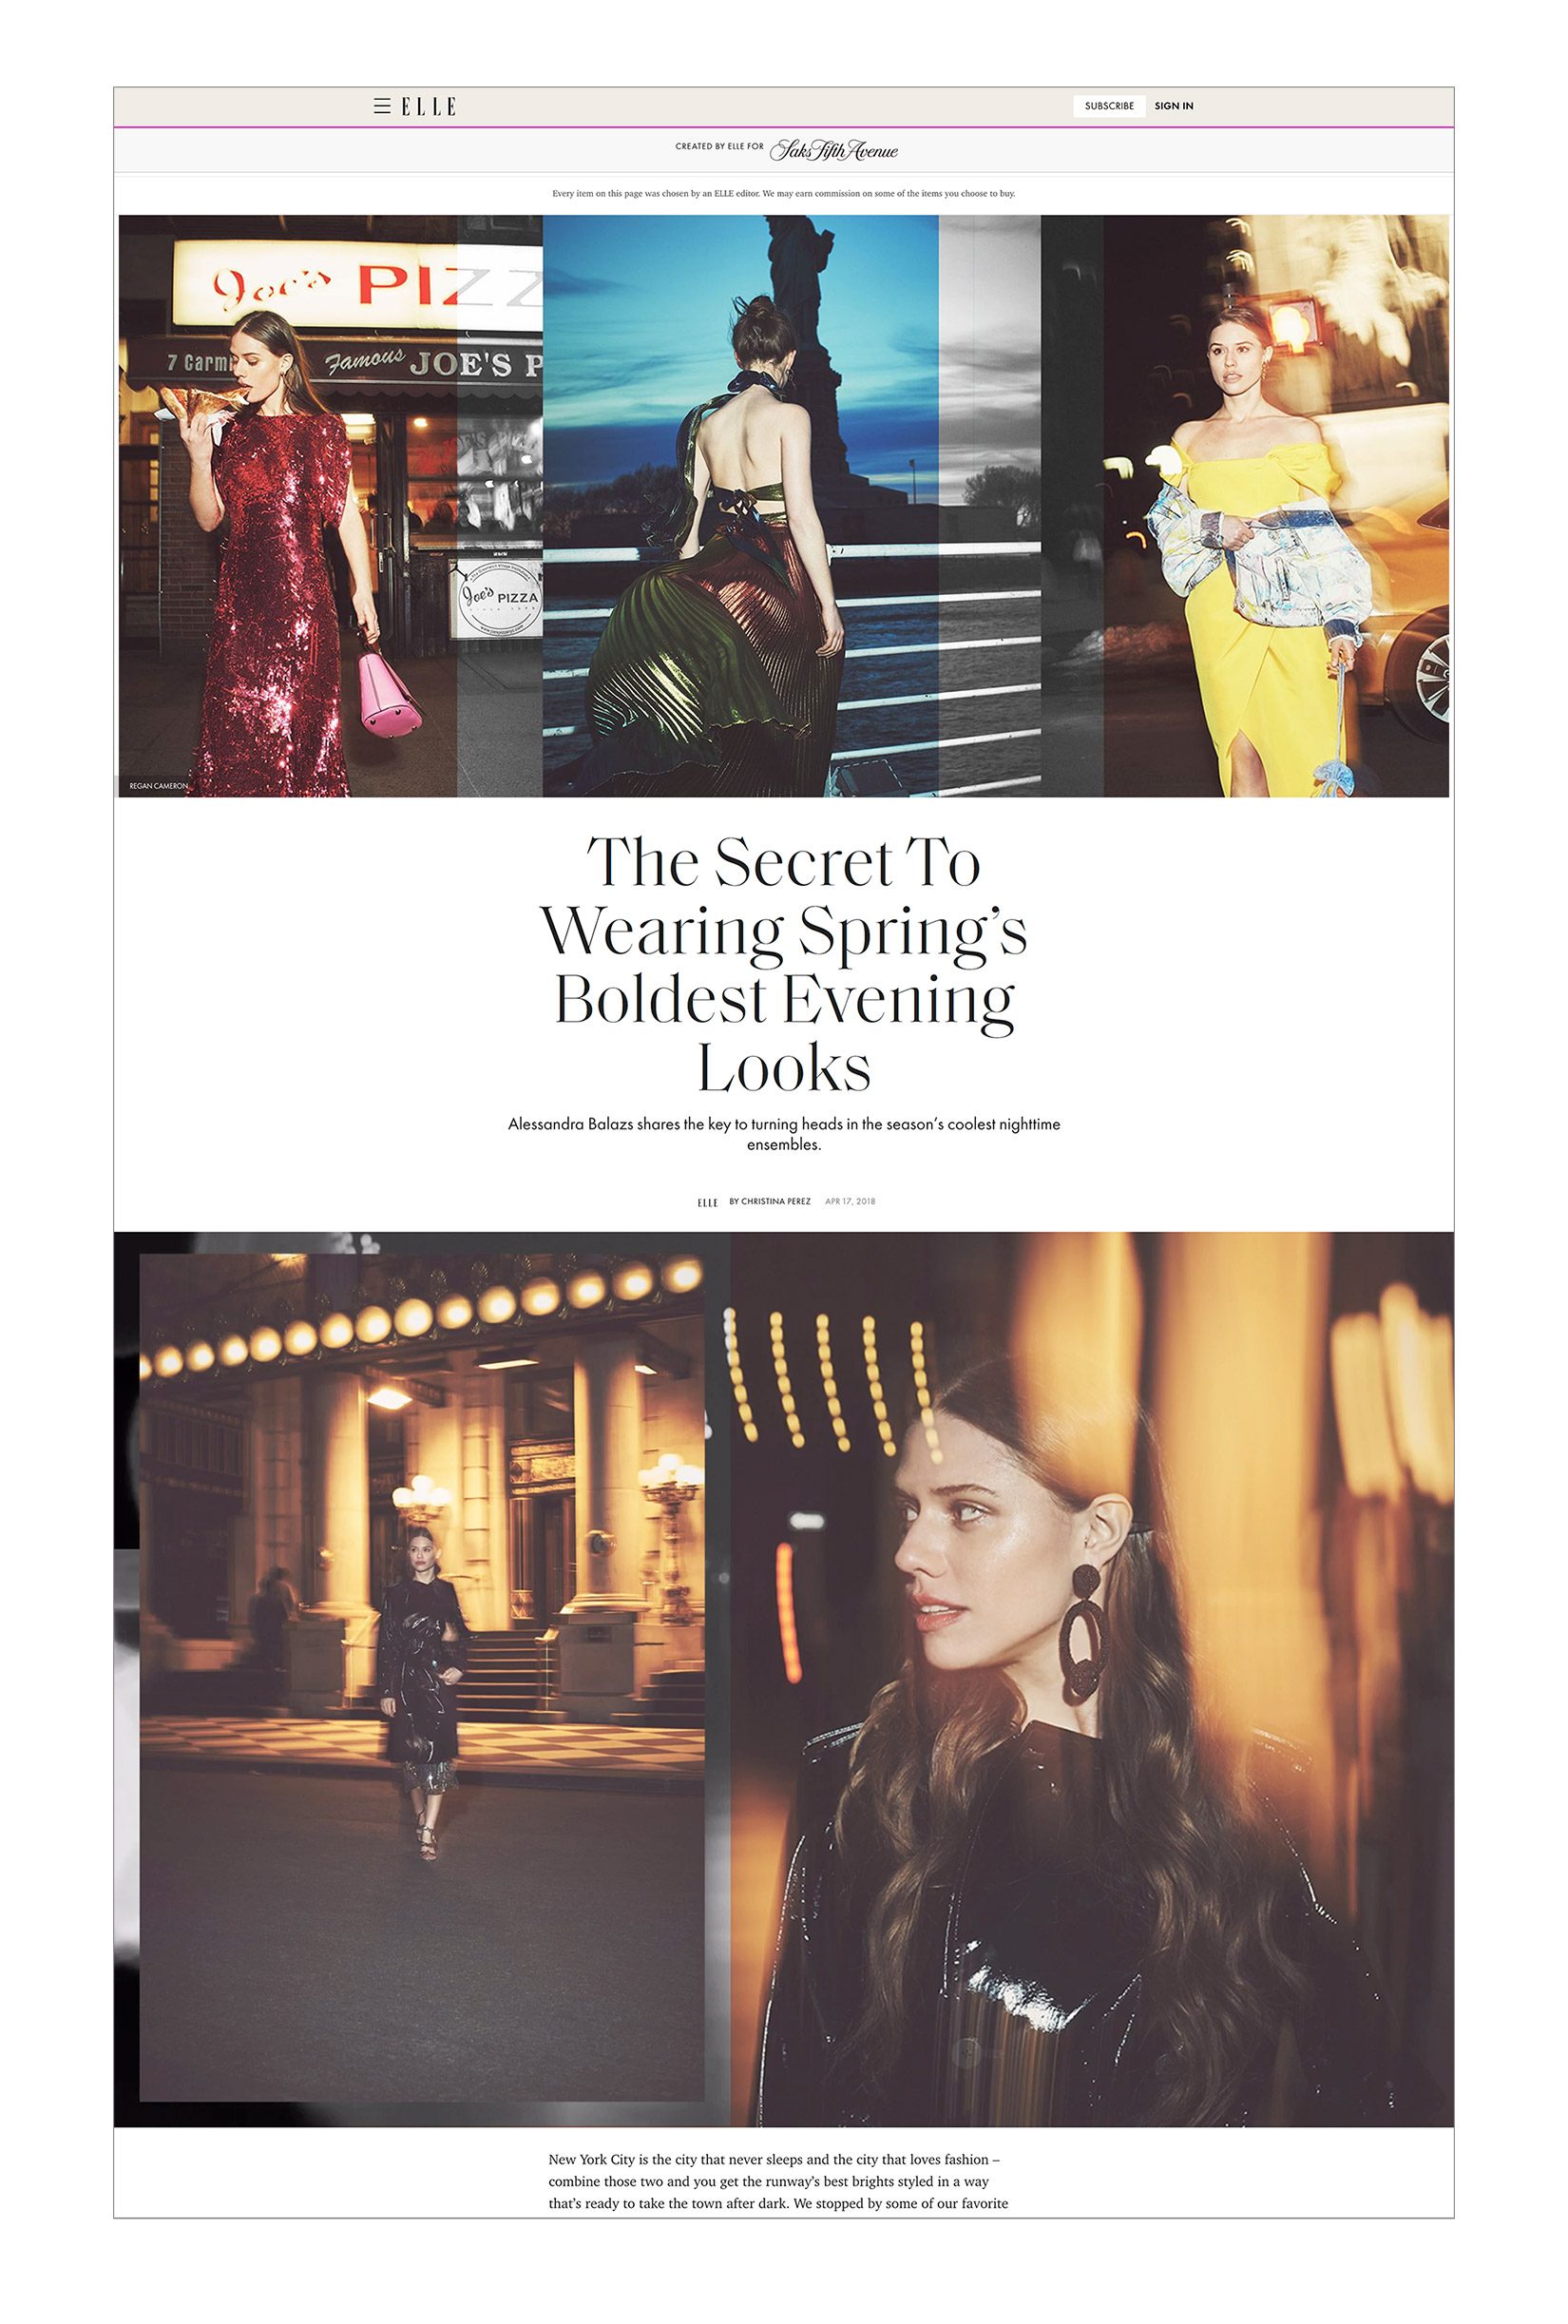 ELLE
SUBSCRIBE
SIGN IN
CREATED BY ELLE FOR Saks Fifth Avenue
Every item on this page was chosen by an ELLE editor. We may earn commission on some of the items you choose to buy.
Joe's PIZZ
7 Carm Famous JOE'S P
Joe's PIZZA
REGAN CAMERON
The Secret To
Wearing Spring’s
Boldest Evening
Looks
Alessandra Balazs shares the key to turning heads in the season’s coolest nighttime
ensembles.
ELLE BY CHRISTINA PEREZ APR 17, 2018
New York City is the city that never sleeps and the city that loves fashion –
combine those two and you get the runway’s best brights styled in a way
that’s ready to take the town after dark. We stopped by some of our favorite